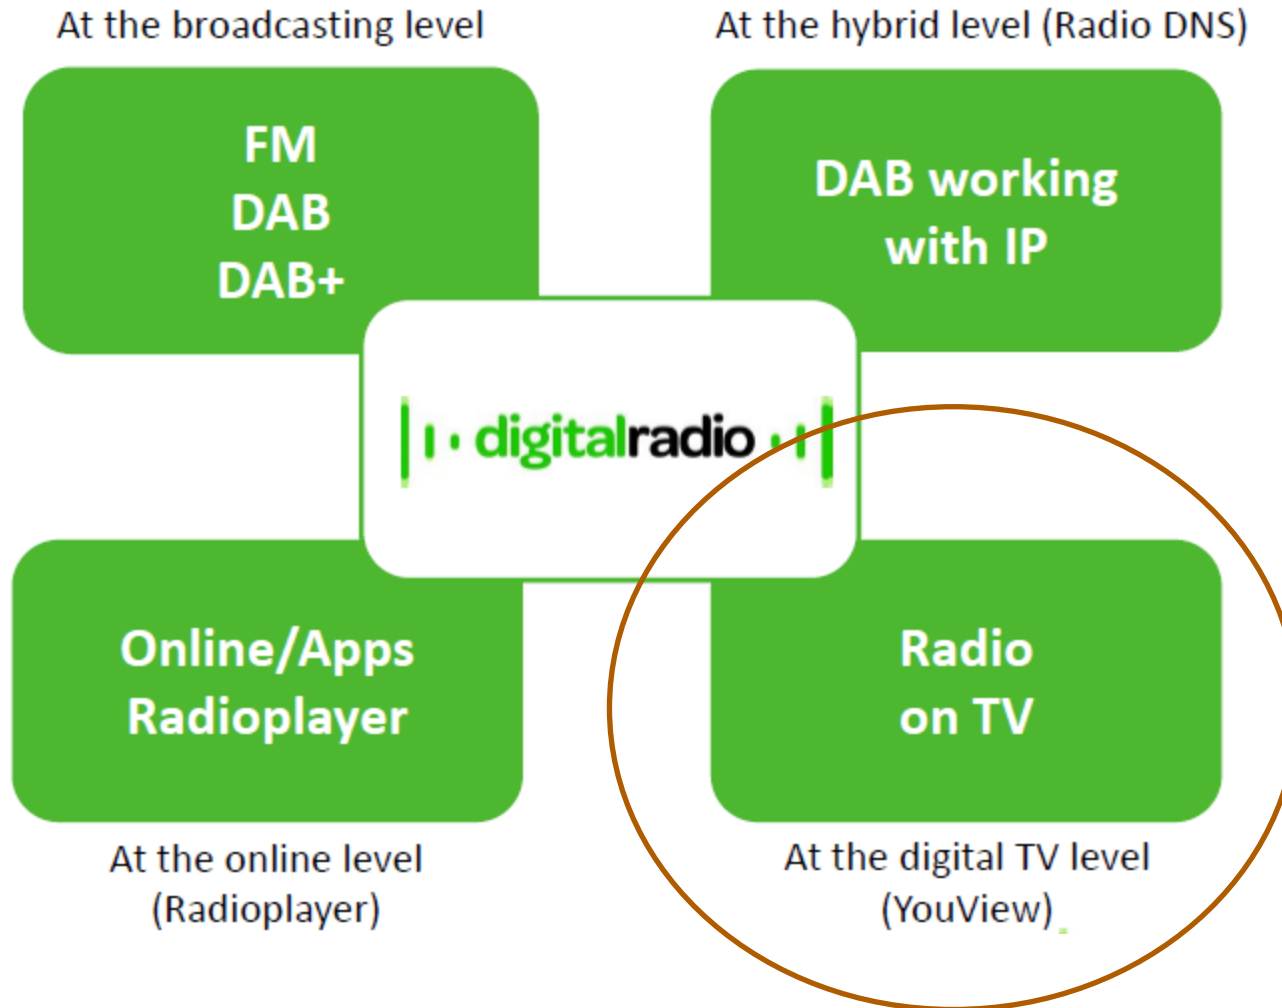 At the broadcasting level
At the hybrid level (Radio DNS)
FM
DAB
DAB+
DAB working
with IP
digitalradio
Online/Apps
Radioplayer
Radio
on TV
At the online level
(Radioplayer)
At the digital TV level
(YouView)